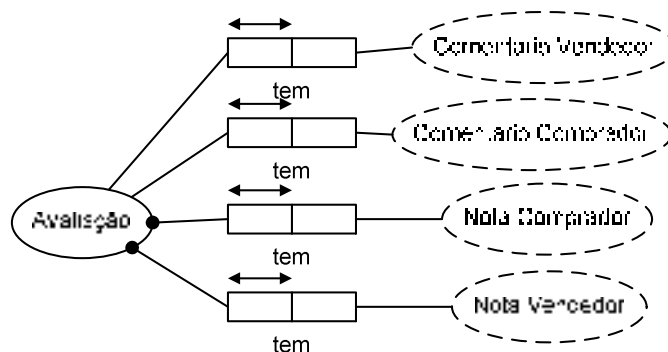 Comentario Vendedor
tem
Comentario Comprador
tem
Avaliação
Nota Comprador
tem
Nota Vendedor
tem